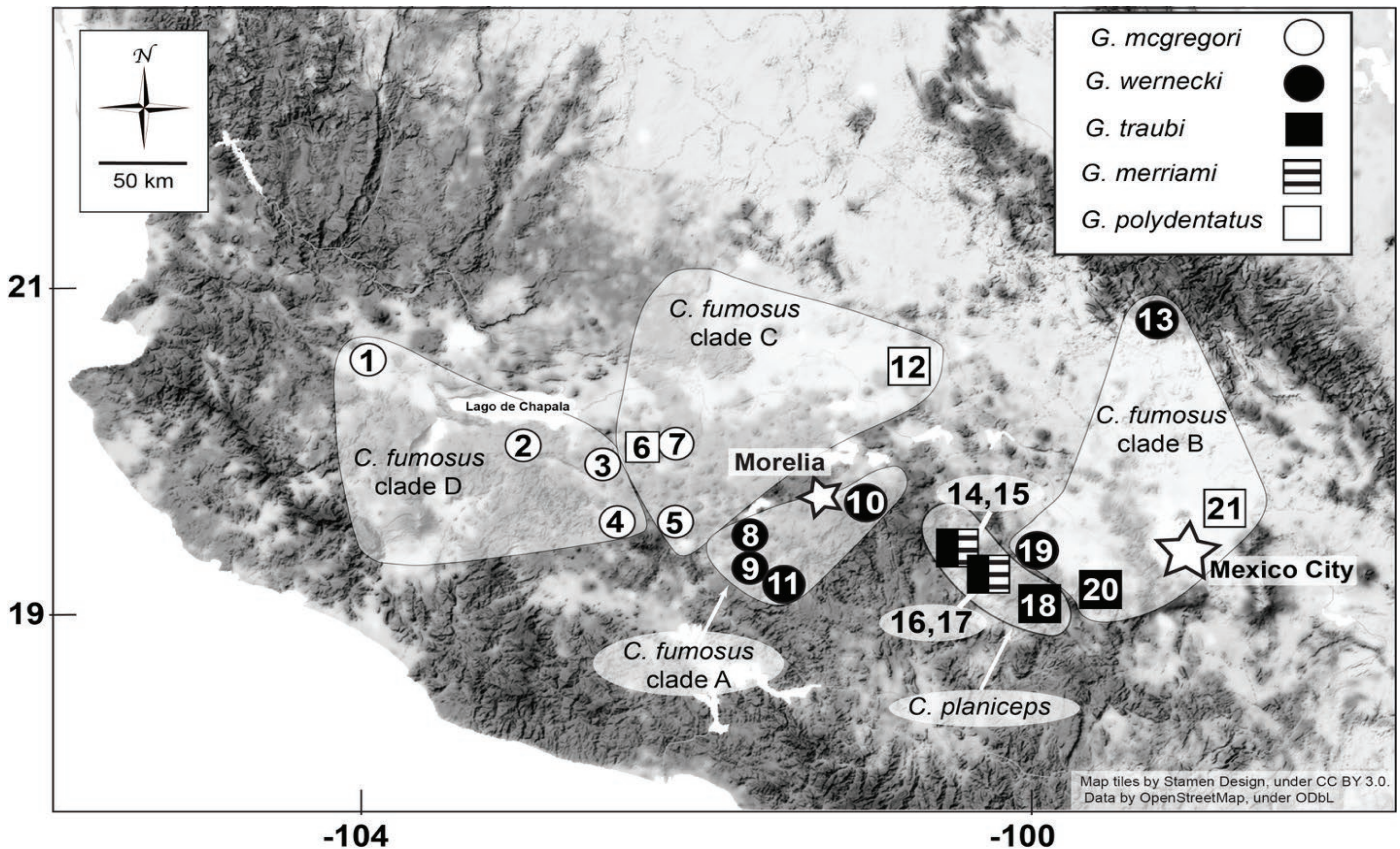 N
50 km
G. mcgregori
G. wernecki
G. traubi
G. merriami
G. polydentatus
21
19
-104
-100
C. fumosus
clade C
13
1
12
Lago de Chapala
C. fumosus
clade B
2
6
7
3
Morelia
C. fumosus
clade D
10
14,15
21
4
5
8
19
9
11
Mexico City
20
18
16,17
C. fumosus
clade A
C. planiceps
Map tiles by Stamen Design, under CC BY 3.0.
Data by OpenStreetMap, under ODbL